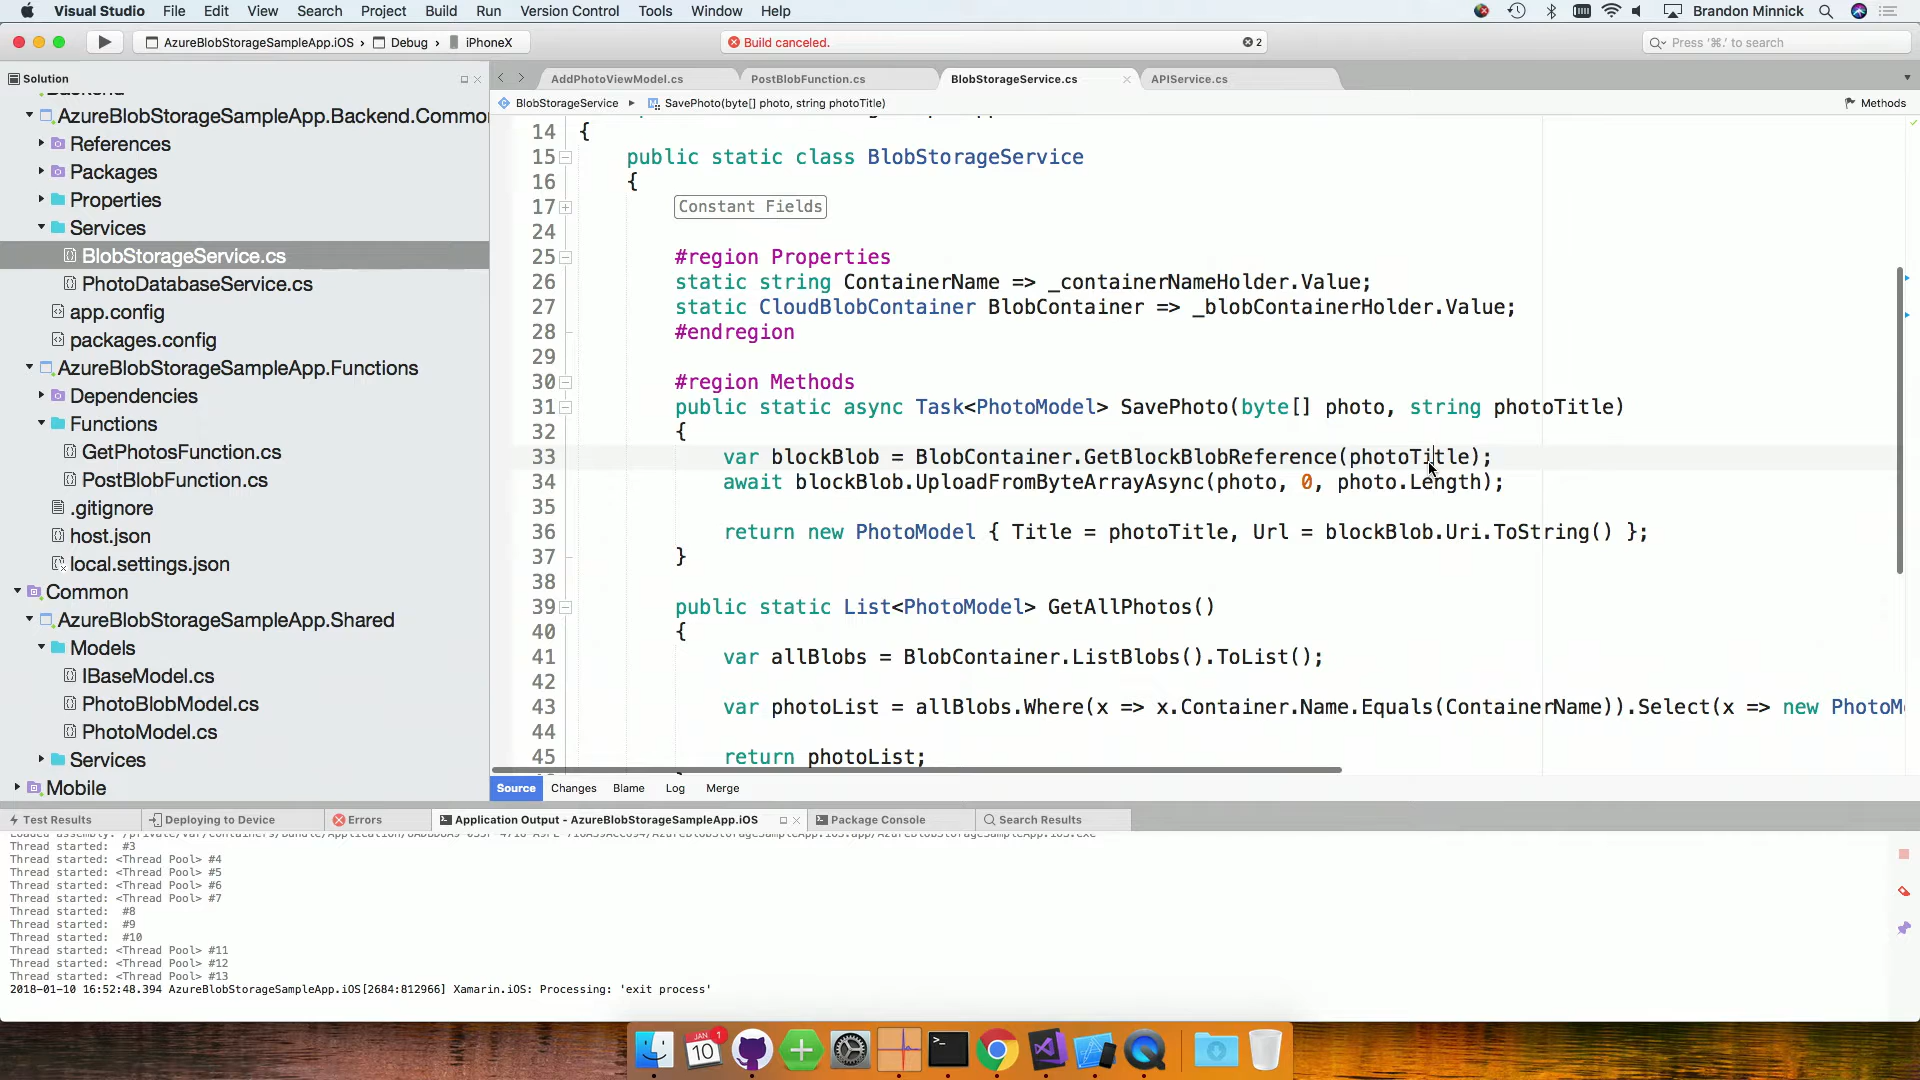 Visual Studio File Edit View Search Project Build Run Version Control Tools Window Help Brandon Minnick
AzureBlobStorageSampleApp.iOS > Debug > iPhoneX
Build canceled.
2
Press '⌘.' to search
Solution
AddPhotoViewModel.cs
PostBlobFunction.cs
BlobStorageService.cs
APIService.cs
BlobStorageService
SavePhoto(byte[] photo, string photoTitle)
Methods
Backend
AzureBlobStorageSampleApp.Backend.Commo
References
Packages
Properties
Services
BlobStorageService.cs
PhotoDatabaseService.cs
app.config
packages.config
AzureBlobStorageSampleApp.Functions
Dependencies
Functions
GetPhotosFunction.cs
PostBlobFunction.cs
.gitignore
host.json
local.settings.json
Common
AzureBlobStorageSampleApp.Shared
Models
IBaseModel.cs
PhotoBlobModel.cs
PhotoModel.cs
Services
Mobile
14 {
15 public static class BlobStorageService
16 {
17 Constant Fields
24
25 #region Properties
26 static string ContainerName => _containerNameHolder.Value;
27 static CloudBlobContainer BlobContainer => _blobContainerHolder.Value;
28 #endregion
29
30 #region Methods
31 public static async Task<PhotoModel> SavePhoto(byte[] photo, string photoTitle)
32 {
33 var blockBlob = BlobContainer.GetBlockBlobReference(photoTitle);
34 await blockBlob.UploadFromByteArrayAsync(photo, 0, photo.Length);
35
36 return new PhotoModel { Title = photoTitle, Url = blockBlob.Uri.ToString() };
37 }
38
39 public static List<PhotoModel> GetAllPhotos()
40 {
41 var allBlobs = BlobContainer.ListBlobs().ToList();
42
43 var photoList = allBlobs.Where(x => x.Container.Name.Equals(ContainerName)).Select(x => new PhotoM
44
45 return photoList;
Source Changes Blame Log Merge
Test Results
Deploying to Device
Errors
Application Output - AzureBlobStorageSampleApp.iOS
Package Console
Search Results
Thread started: #3
Thread started: <Thread Pool> #4
Thread started: <Thread Pool> #5
Thread started: <Thread Pool> #6
Thread started: <Thread Pool> #7
Thread started: #8
Thread started: #9
Thread started: #10
Thread started: <Thread Pool> #11
Thread started: <Thread Pool> #12
Thread started: <Thread Pool> #13
2018-01-10 16:52:48.394 AzureBlobStorageSampleApp.iOS[2684:812966] Xamarin.iOS: Processing: 'exit process'
JAN
10
1